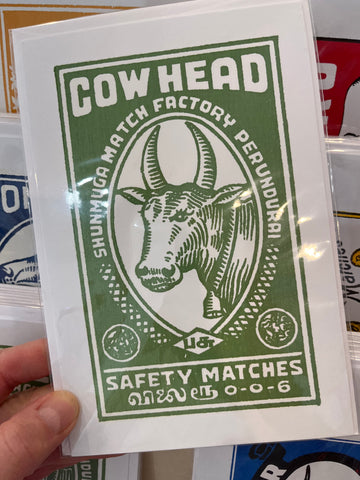 COW HEAD
SHUNMUGA MATCH FACTORY PERUNDURAI
பசு
SAFETY MATCHES
விலைரூ 0-0-6